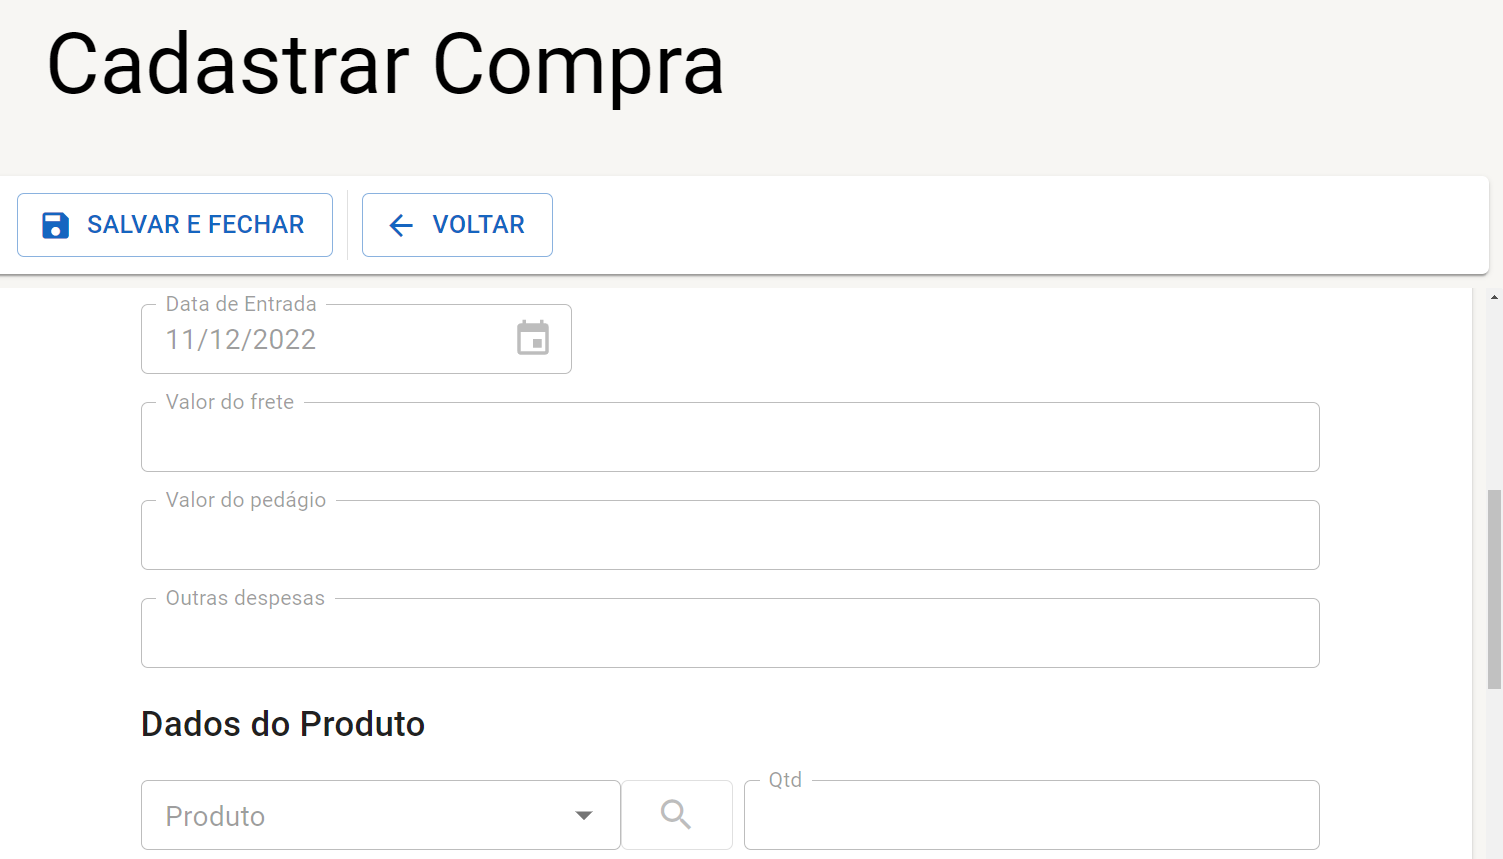 Cadastrar Compra
SALVAR E FECHAR
VOLTAR
Data de Entrada
11/12/2022
Valor do frete
Valor do pedágio
Outras despesas
Dados do Produto
Produto
Qtd